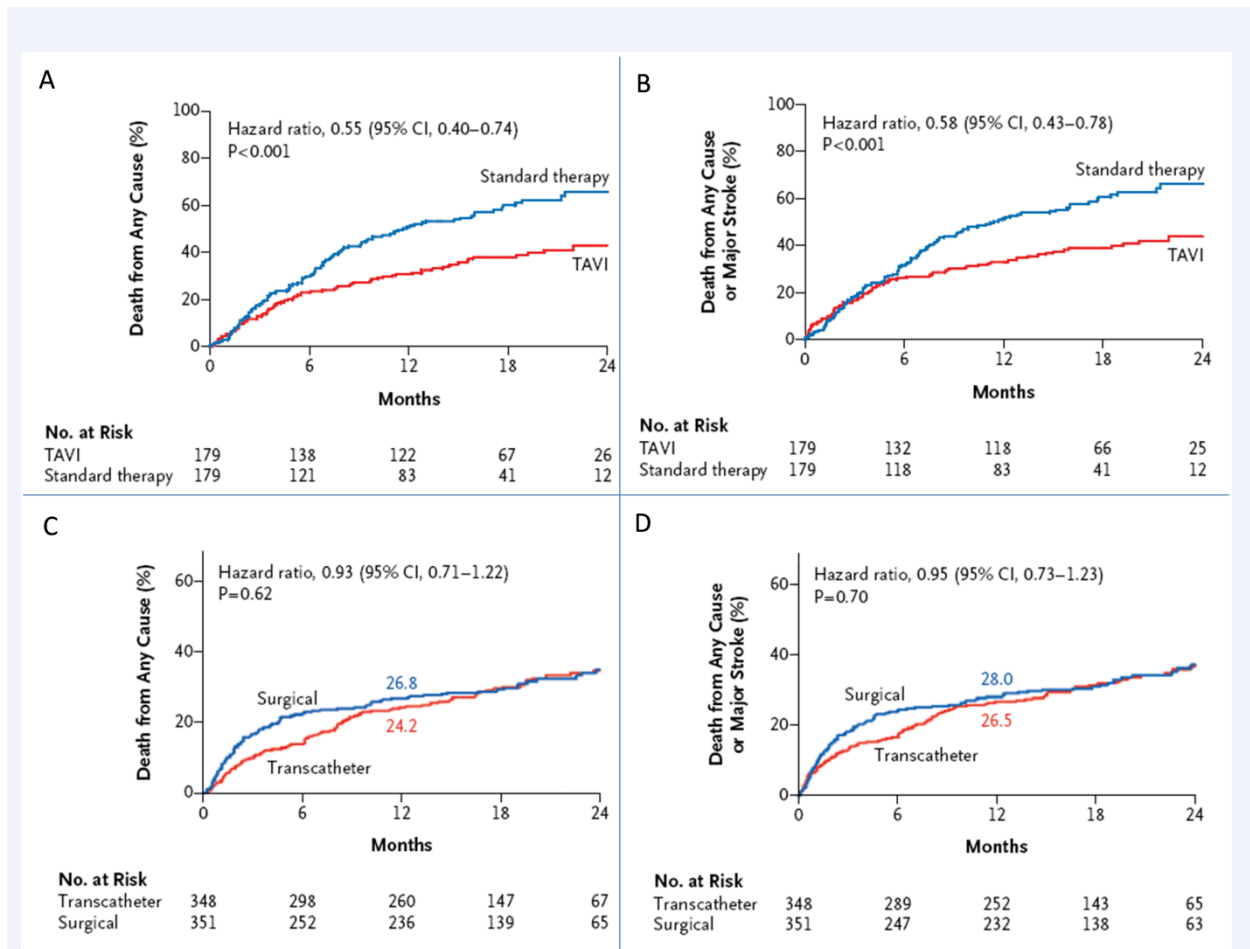 A
Death from Any Cause (%)
100
80
60
40
20
0
Hazard ratio, 0.55 (95% CI, 0.40–0.74)
P<0.001
Standard therapy
TAVI
0 6 12 18 24
Months
No. at Risk
TAVI 179 138 122 67 26
Standard therapy 179 121 83 41 12
B
Death from Any Cause
or Major Stroke (%)
100
80
60
40
20
0
Hazard ratio, 0.58 (95% CI, 0.43–0.78)
P<0.001
Standard therapy
TAVI
0 6 12 18 24
Months
No. at Risk
TAVI 179 132 118 66 25
Standard therapy 179 118 83 41 12
C
Death from Any Cause (%)
60
40
20
0
Hazard ratio, 0.93 (95% CI, 0.71–1.22)
P=0.62
Surgical
26.8
24.2
Transcatheter
0 6 12 18 24
Months
No. at Risk
Transcatheter 348 298 260 147 67
Surgical 351 252 236 139 65
D
Death from Any Cause
or Major Stroke (%)
60
40
20
0
Hazard ratio, 0.95 (95% CI, 0.73–1.23)
P=0.70
Surgical
28.0
26.5
Transcatheter
0 6 12 18 24
Months
No. at Risk
Transcatheter 348 289 252 143 65
Surgical 351 247 232 138 63